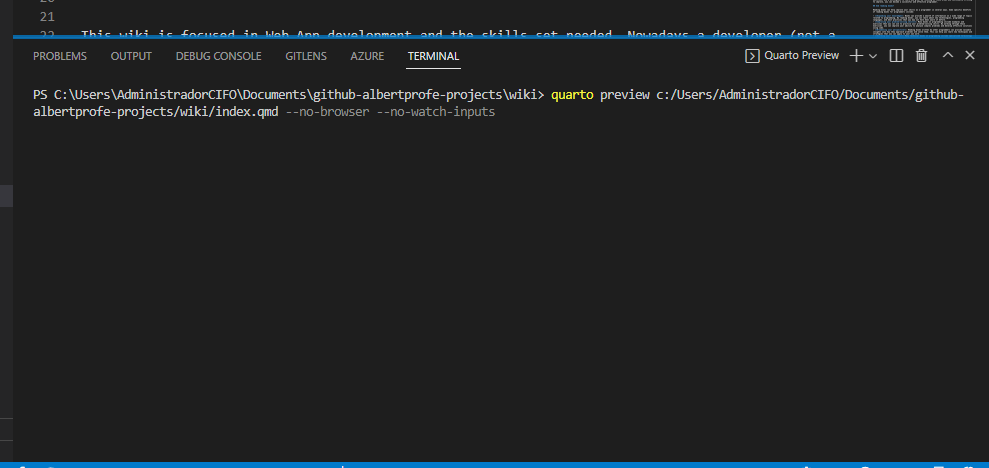 21
22 This wiki is focused in Web App development and the skills set needed. Nowadays a developer (not a
PROBLEMS OUTPUT DEBUG CONSOLE GITLENS AZURE TERMINAL Quarto Preview
PS C:\Users\AdministradorCIFO\Documents\github-albertprofe-projects\wiki> quarto preview c:/Users/AdministradorCIFO/Documents/github-
albertprofe-projects/wiki/index.qmd --no-browser --no-watch-inputs